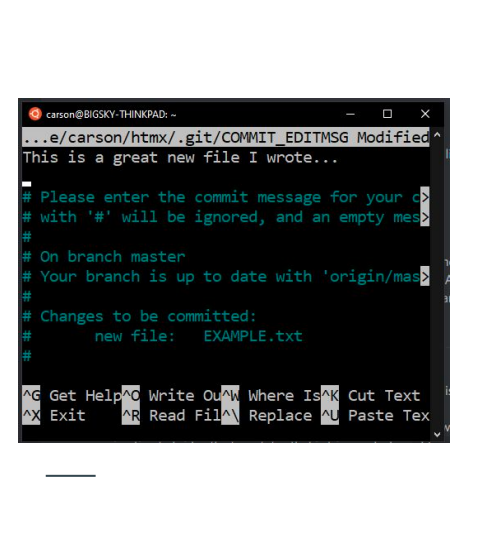 carson@BIGSKY-THINKPAD: ~
...e/carson/htmx/.git/COMMIT_EDITMSG Modified
This is a great new file I wrote...
# Please enter the commit message for your c>
# with '#' will be ignored, and an empty mes>
#
# On branch master
# Your branch is up to date with 'origin/mas>
#
# Changes to be committed:
#       new file:   EXAMPLE.txt
#
^G Get Help^O Write Ou^W Where Is^K Cut Text
^X Exit    ^R Read Fil^\ Replace ^U Paste Tex